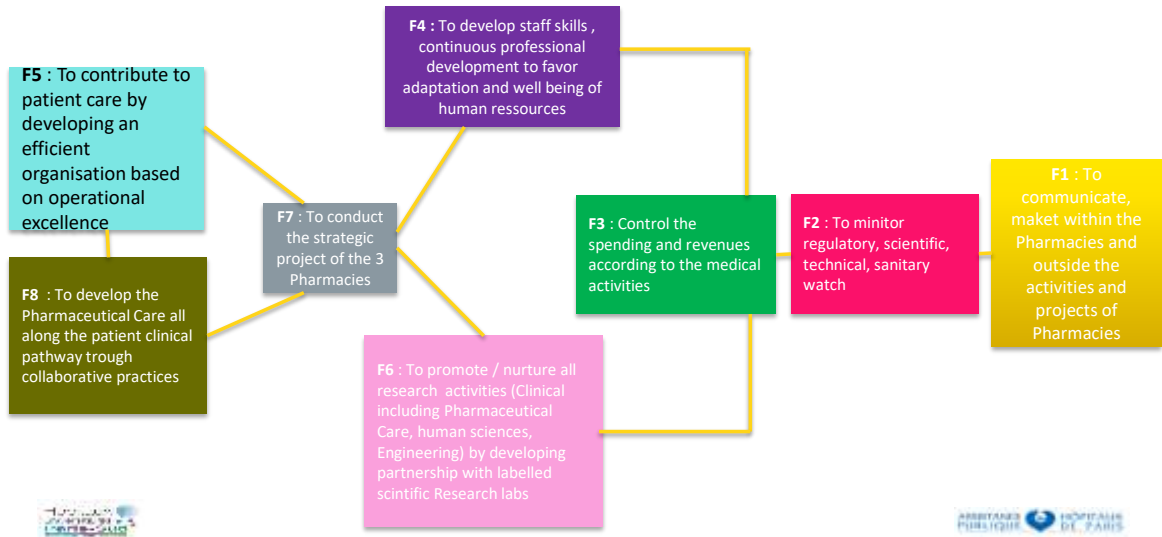 F4 : To develop staff skills ,
continuous professional
development to favor
adaptation and well being of
human ressources
F5 : To contribute to
patient care by
developing an
efficient
organisation based
on operational
excellence
F1 : To
communicate,
maket within the
Pharmacies and
outside the
activities and
projects of
Pharmacies
F7 : To conduct
the strategic
project of the 3
Pharmacies
F3 : Control the
spending and revenues
according to the medical
activities
F2 : To minitor
regulatory, scientific,
technical, sanitary
watch
F8 : To develop the
Pharmaceutical Care all
along the patient clinical
pathway trough
collaborative practices
F6 : To promote / nurture all
research activities (Clinical
including Pharmaceutical
Care, human sciences,
Engineering) by developing
partnership with labelled
scintific Research labs
ASSISTANCE HÔPITAUX
PUBLIQUE DE PARIS